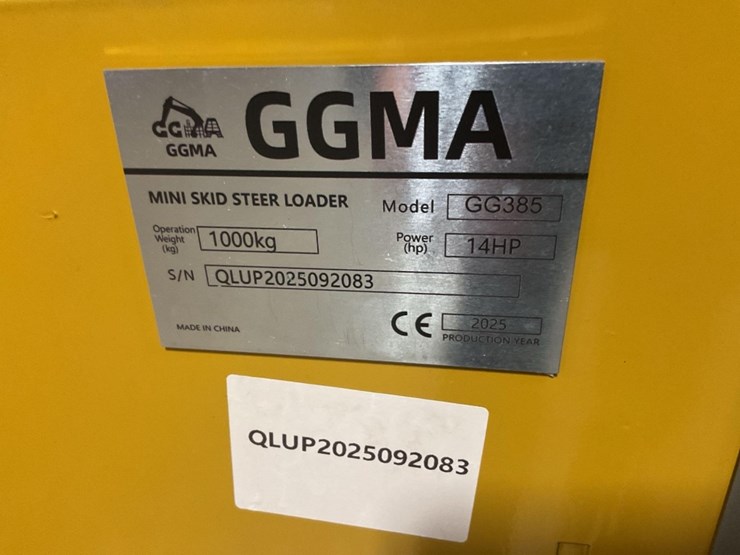 GGMA
GGMA
GGMA
MINI SKID STEER LOADER
Model GG385
Operation Weight (kg) 1000kg
Power (hp) 14HP
S/N QLUP2025092083
MADE IN CHINA
CE 2025
PRODUCTION YEAR
QLUP2025092083